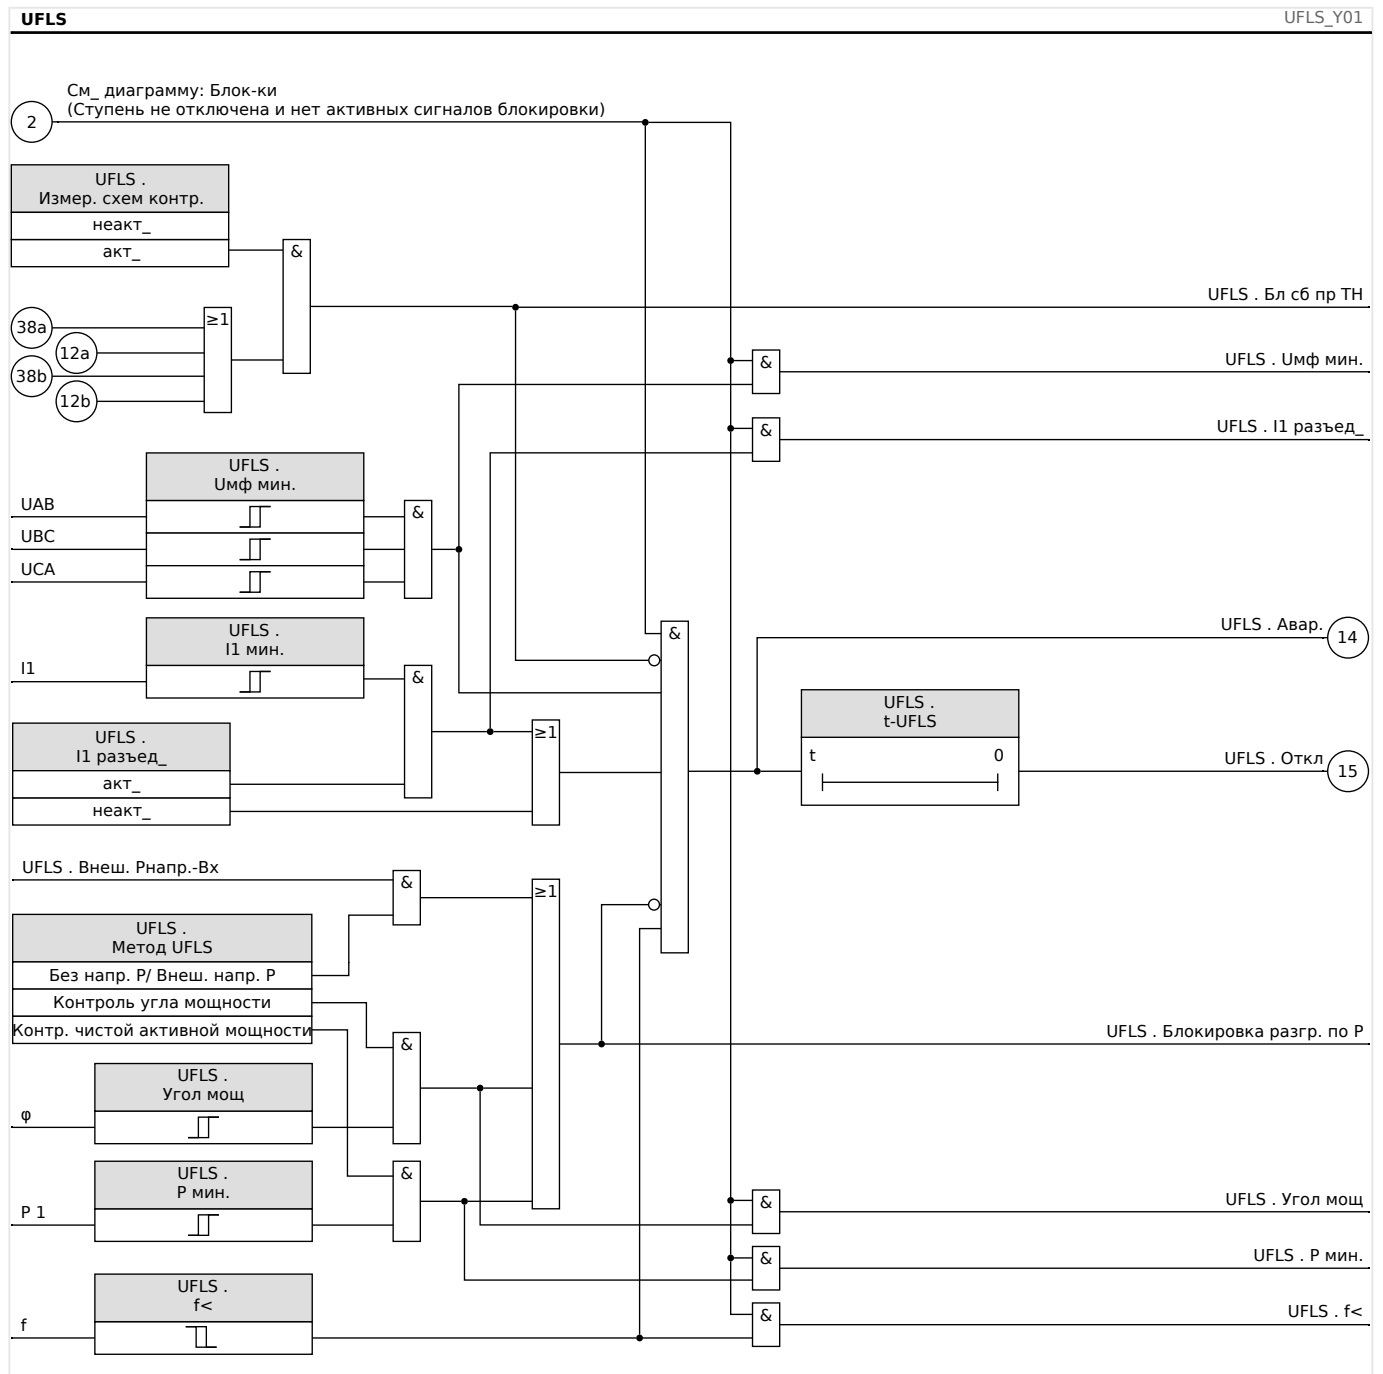 UFLS
UFLS_Y01
См_ диаграмму: Блок-ки
(Ступень не отключена и нет активных сигналов блокировки)
2
UFLS .
Измер. схем контр.
неакт_
акт_
&
UFLS . Бл сб пр ТН
38a
12a
38b
12b
≥1
&
UFLS . Uмф мин.
&
UFLS . I1 разъед_
UFLS .
Uмф мин.
UAB
UBC
UCA
&
UFLS .
I1 мин.
I1
&
UFLS .
I1 разъед_
акт_
неакт_
≥1
&
UFLS . Авар.
14
UFLS .
t-UFLS
t
0
UFLS . Откл
15
UFLS . Внеш. Pнапр.-Вх
&
≥1
UFLS .
Метод UFLS
Без напр. P/ Внеш. напр. P
Контроль угла мощности
Контр. чистой активной мощности
&
UFLS . Блокировка разгр. по P
UFLS .
Угол мощ
φ
UFLS .
P мин.
P 1
&
&
UFLS . Угол мощ
&
UFLS . P мин.
UFLS .
f<
f
&
UFLS . f<